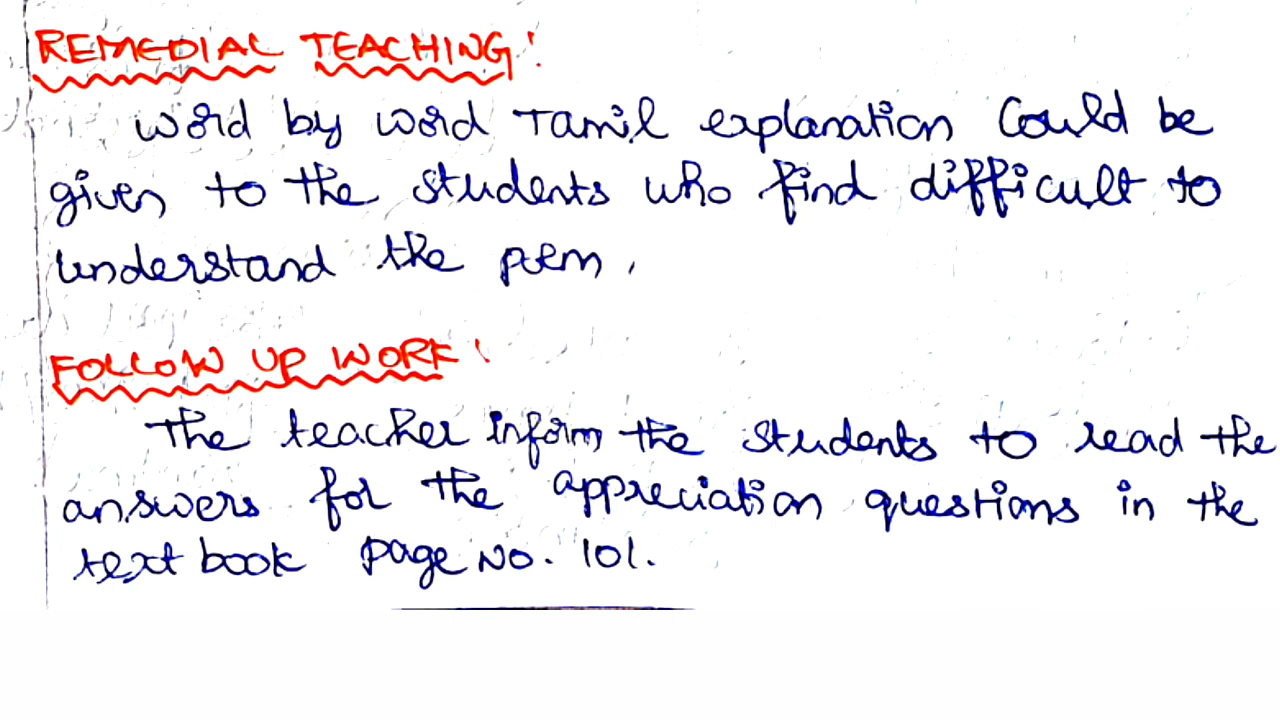 REMEDIAL TEACHING:
Word by word Tamil explanation could be
given to the students who find difficult to
understand the poem.
FOLLOW UP WORK:
The teacher inform the students to read the
answers for the appreciation questions in the
text book page No. 101.